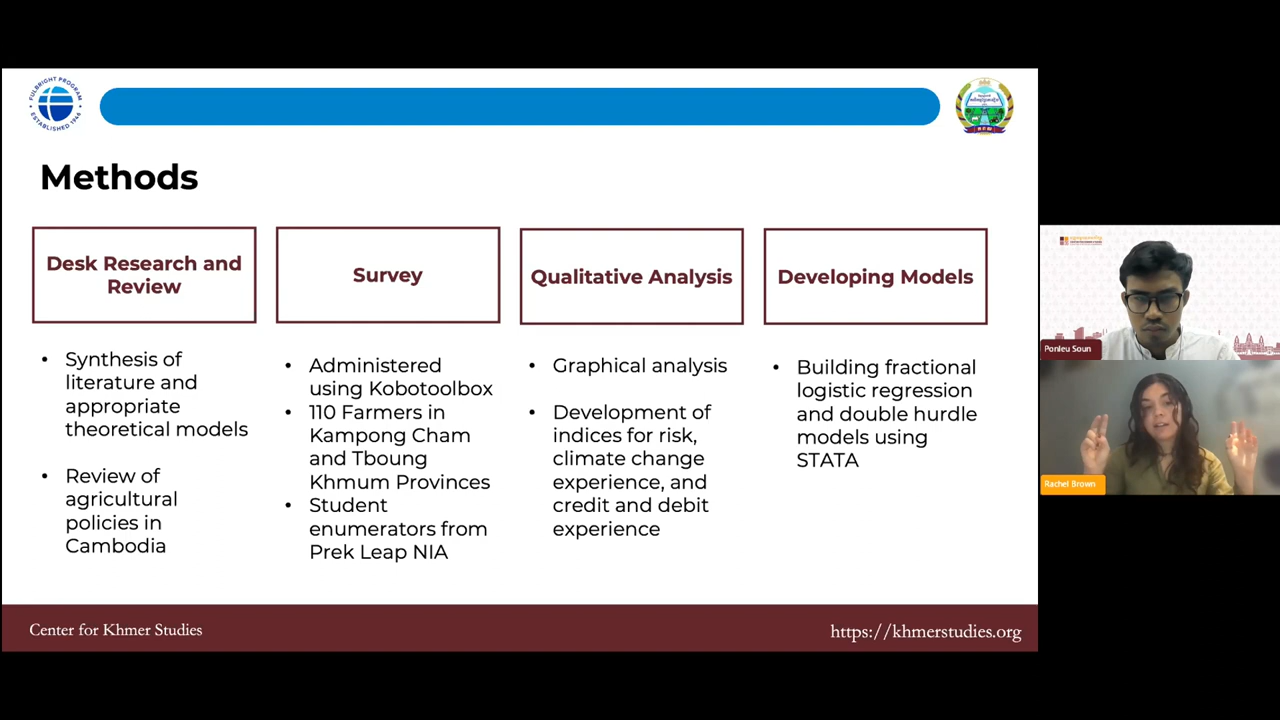 FULBRIGHT PROGRAM
ESTABLISHED 1946
Methods
Desk Research and
Review
Survey
Qualitative Analysis
Developing Models
• Synthesis of
literature and
appropriate
theoretical models
• Review of
agricultural
policies in
Cambodia
• Administered
using Kobotoolbox
• 110 Farmers in
Kampong Cham
and Tboung
Khmum Provinces
• Student
enumerators from
Prek Leap NIA
• Graphical analysis
• Development of
indices for risk,
climate change
experience, and
credit and debit
experience
• Building fractional
logistic regression
and double hurdle
models using
STATA
Center for Khmer Studies
https://khmerstudies.org
Ponleu Soun
Rachel Brown